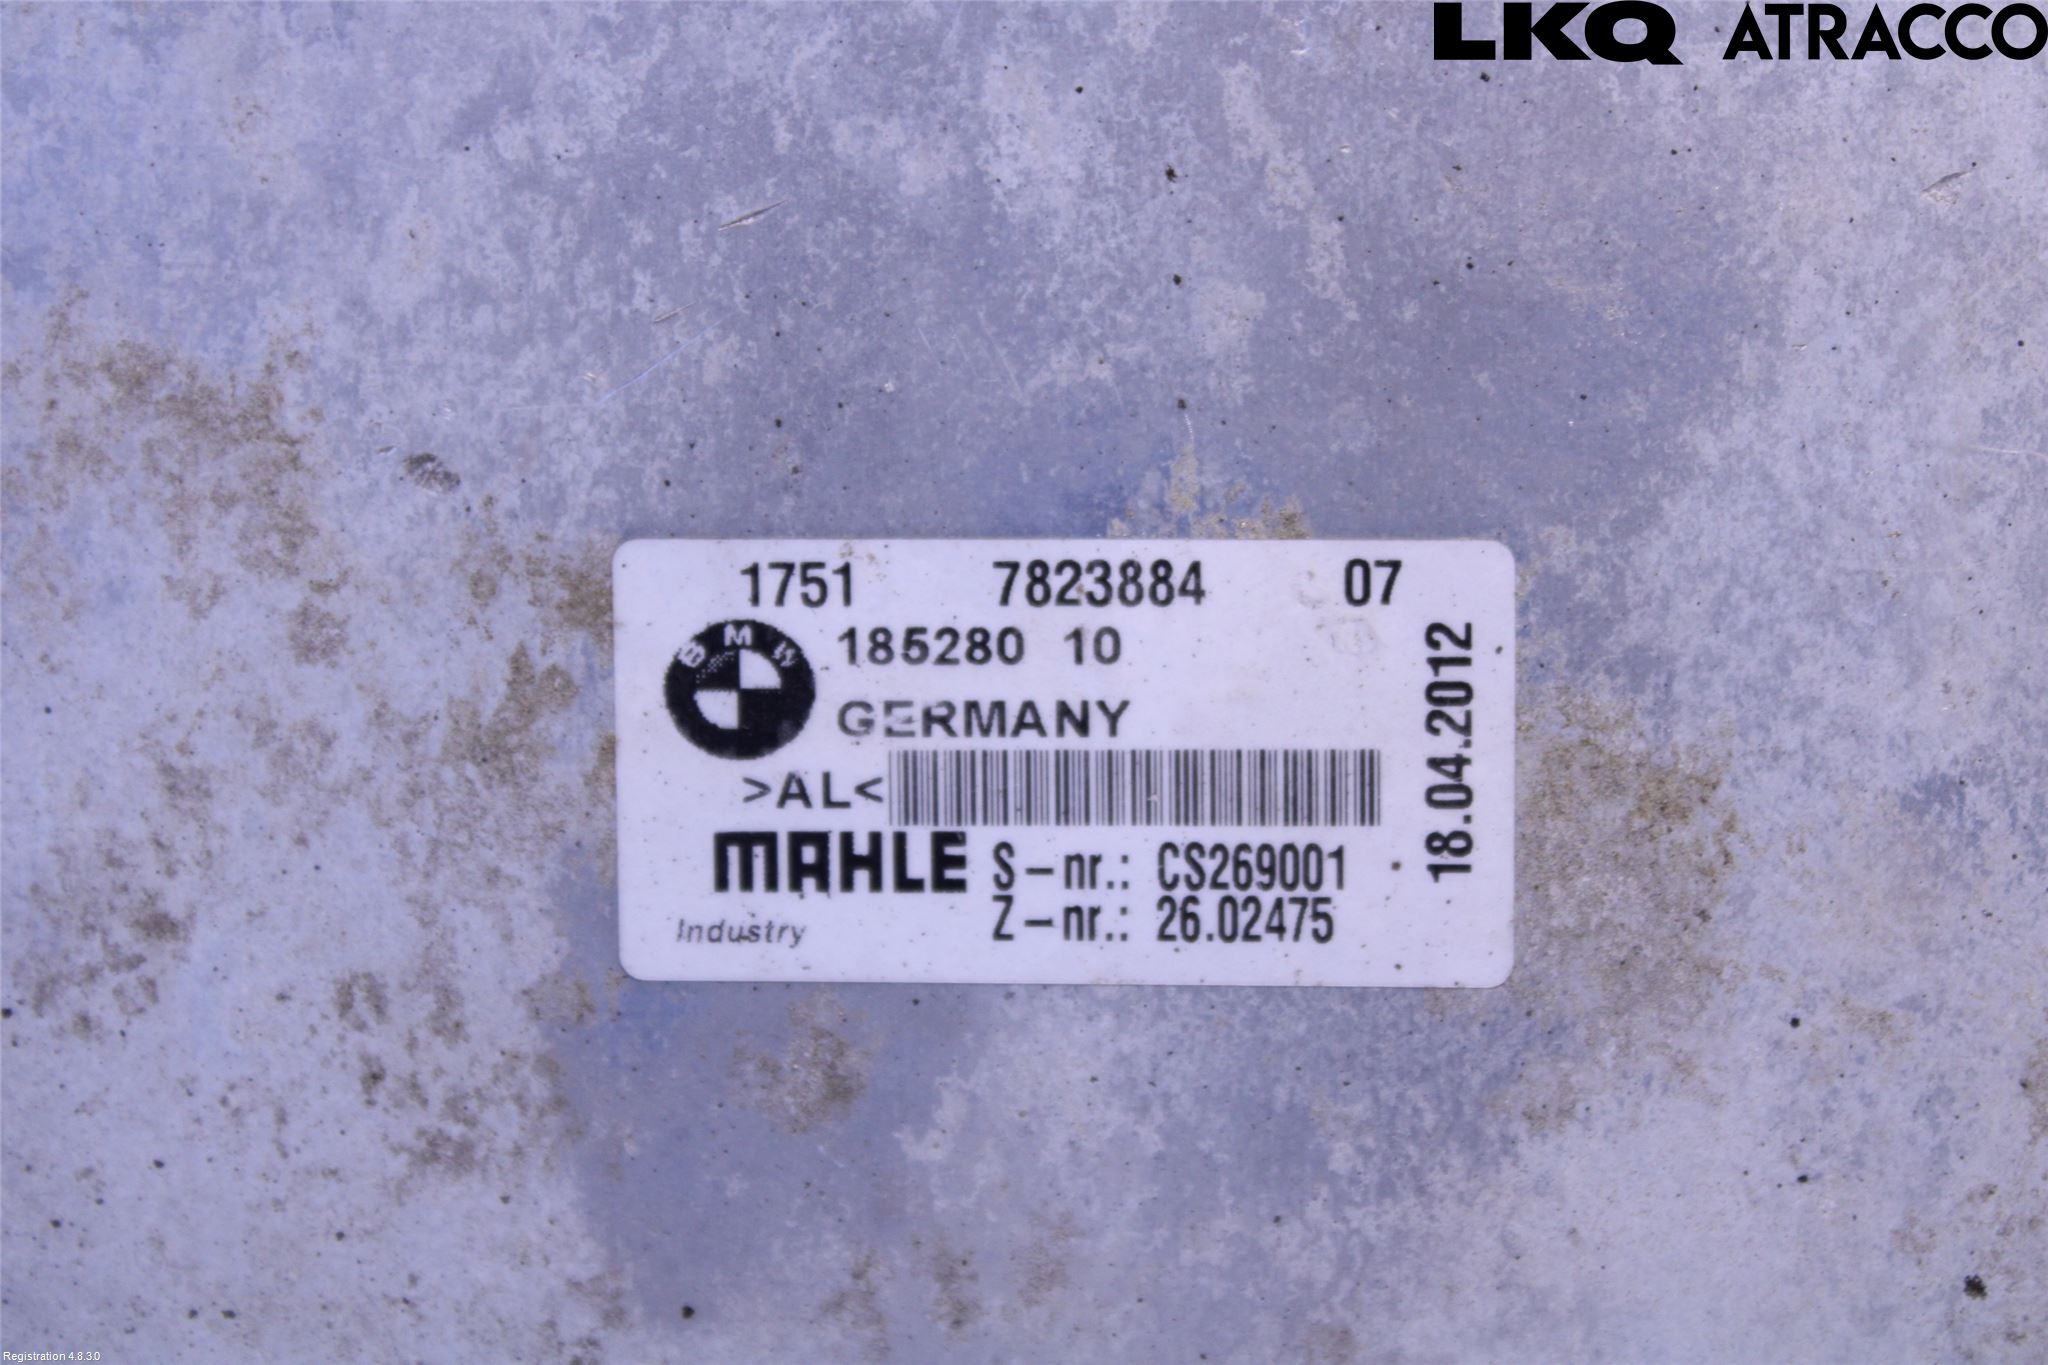 LKQ ATRACCO
1751 7823884 07
BMW
185280 10
GERMANY
>AL<
MAHLE
Industry
S-nr.: CS269001
Z-nr.: 26.02475
18.04.2012
Registration 4.8.3.0